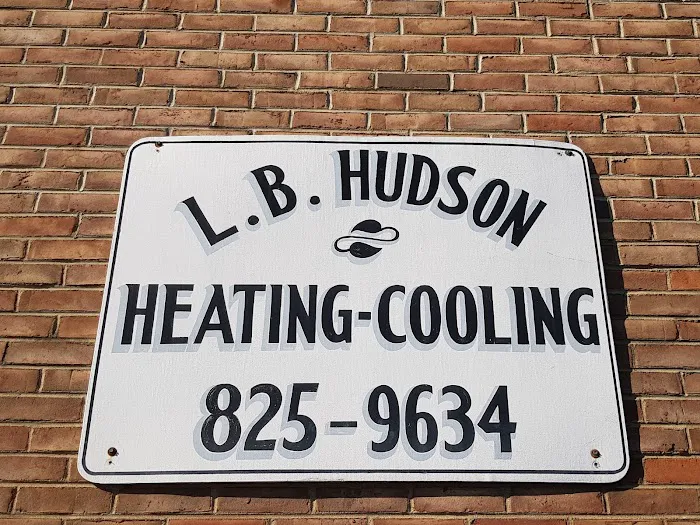 L.B. HUDSON
HEATING-COOLING
825-9634